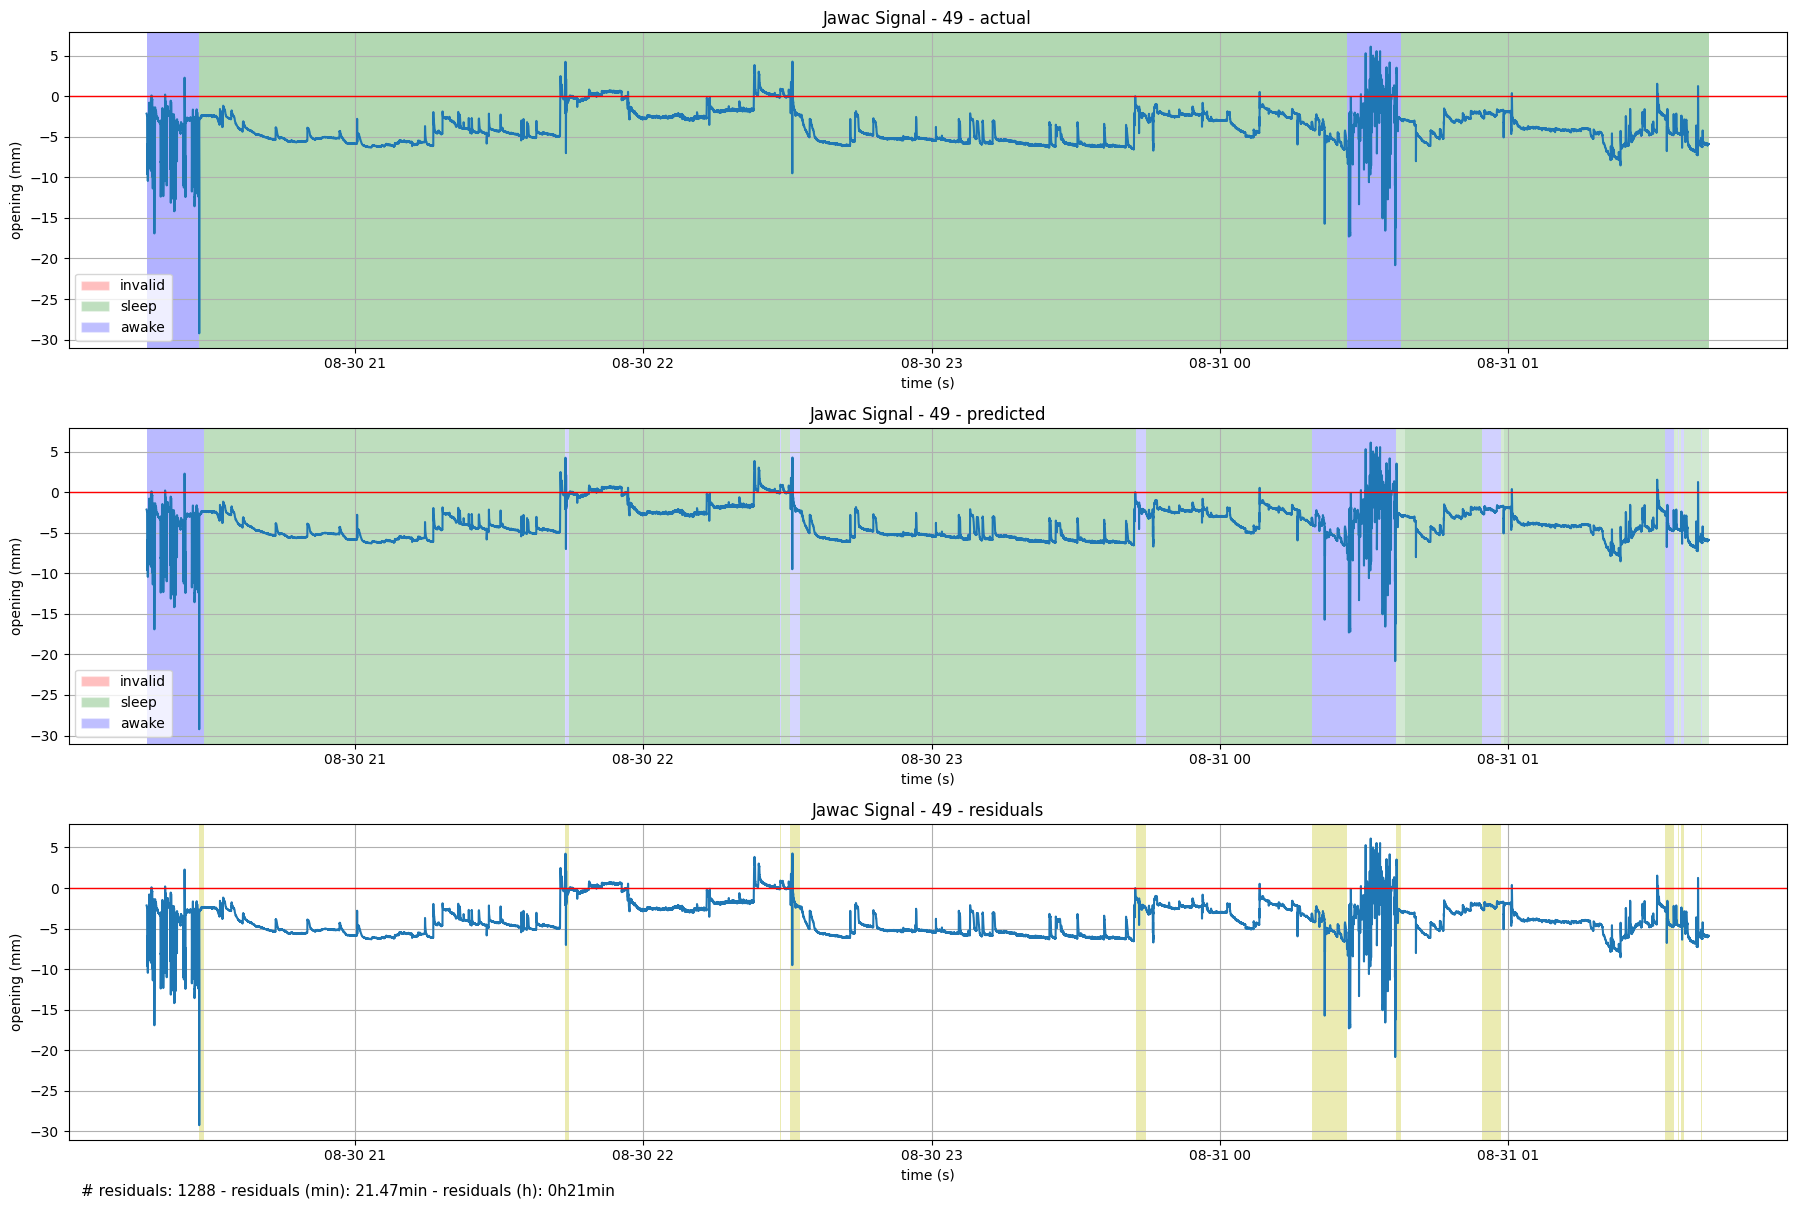 Jawac Signal - 49 - actual
5
0
−5
−10
−15
−20
−25
−30
opening (mm)
invalid
sleep
awake
08-30 21
08-30 22
08-30 23
08-31 00
08-31 01
time (s)
Jawac Signal - 49 - predicted
5
0
−5
−10
−15
−20
−25
−30
opening (mm)
invalid
sleep
awake
08-30 21
08-30 22
08-30 23
08-31 00
08-31 01
time (s)
Jawac Signal - 49 - residuals
5
0
−5
−10
−15
−20
−25
−30
opening (mm)
08-30 21
08-30 22
08-30 23
08-31 00
08-31 01
time (s)
# residuals: 1288 - residuals (min): 21.47min - residuals (h): 0h21min